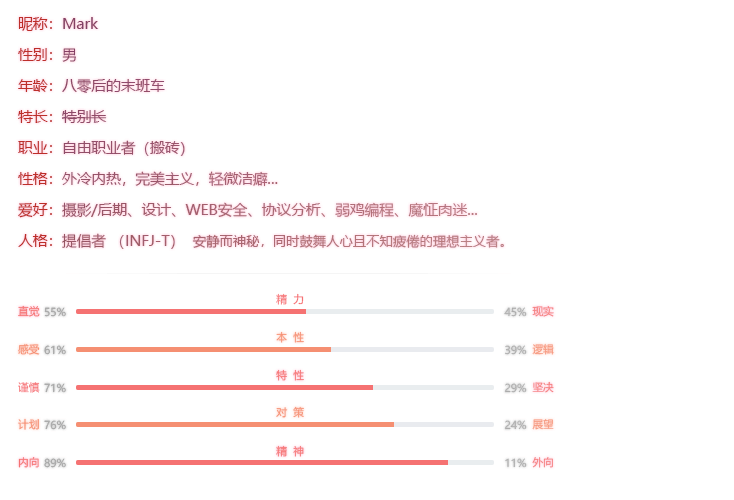 昵称：Mark
性别：男
年龄：八零后的末班车
特长：特别长
职业：自由职业者（搬砖）
性格：外冷内热，完美主义，轻微洁癖...
爱好：摄影/后期、设计、WEB安全、协议分析、弱鸡编程、魔怔肉迷...
人格：提倡者 （INFJ-T） 安静而神秘，同时鼓舞人心且不知疲倦的理想主义者。
精 力
直觉 55% 45% 现实
本 性
感受 61% 39% 逻辑
特 性
谨慎 71% 29% 坚决
对 策
计划 76% 24% 展望
精 神
内向 89% 11% 外向